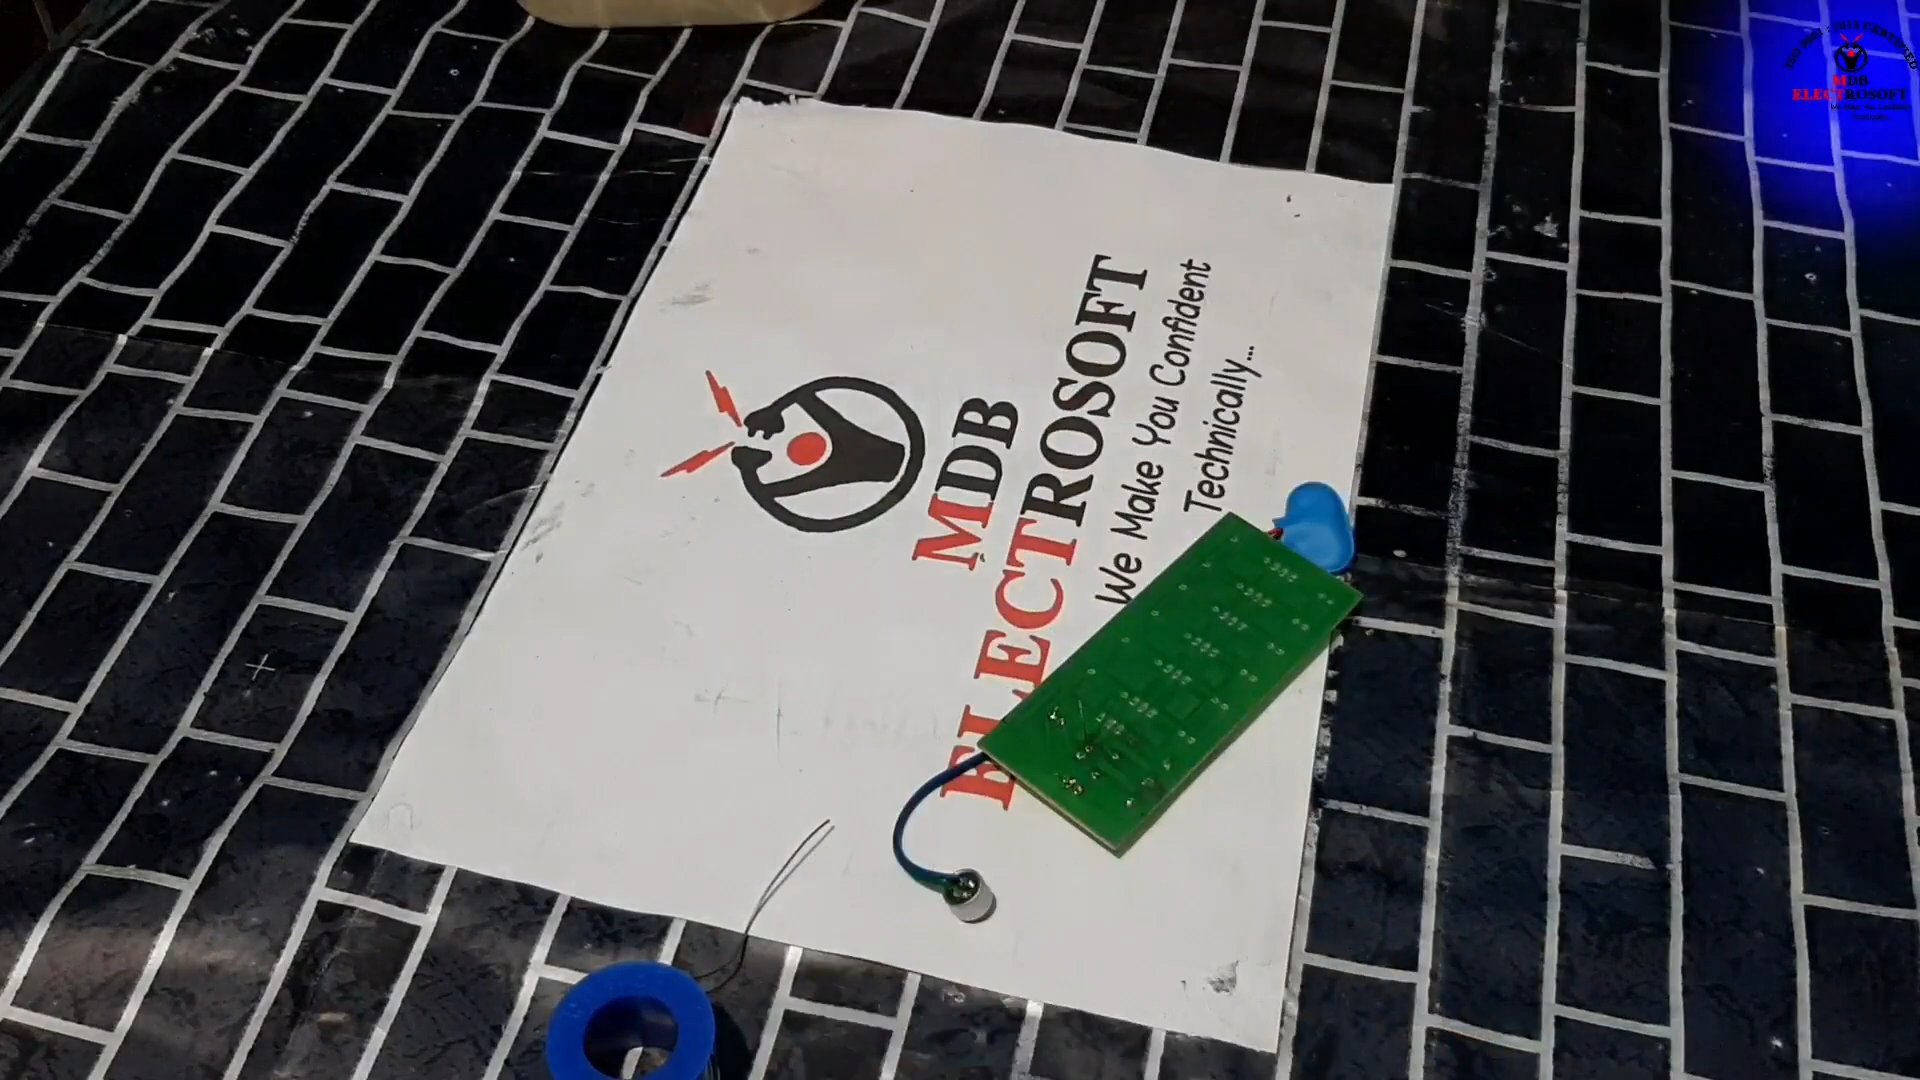 MDB
ELECTROSOFT
We Make You Confident
Technically...
MDB
ELECTROSOFT